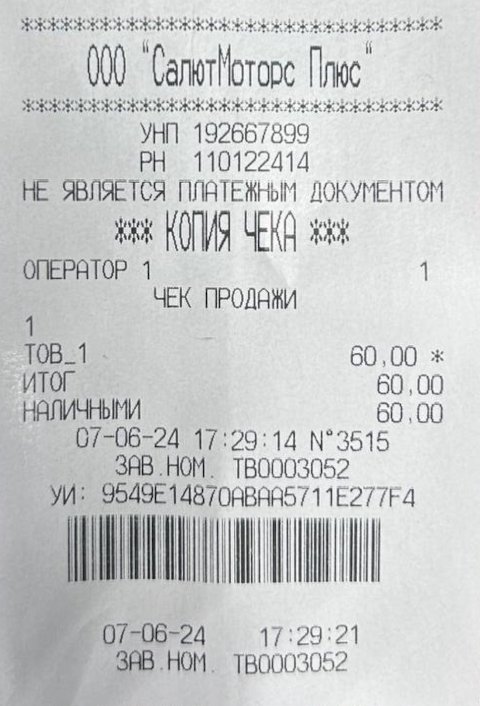 ******************************
ООО "СалютМоторс Плюс"
******************************
УНП 192667899
РН 110122414
НЕ ЯВЛЯЕТСЯ ПЛАТЕЖНЫМ ДОКУМЕНТОМ
*** КОПИЯ ЧЕКА ***
ОПЕРАТОР 1 1
ЧЕК ПРОДАЖИ
1
ТОВ_1 60,00 *
ИТОГ 60,00
НАЛИЧНЫМИ 60,00
07-06-24 17:29:14 N°3515
ЗАВ.НОМ. ТВ0003052
УИ: 9549E14870ABAA5711E277F4
07-06-24 17:29:21
ЗАВ.НОМ. ТВ0003052